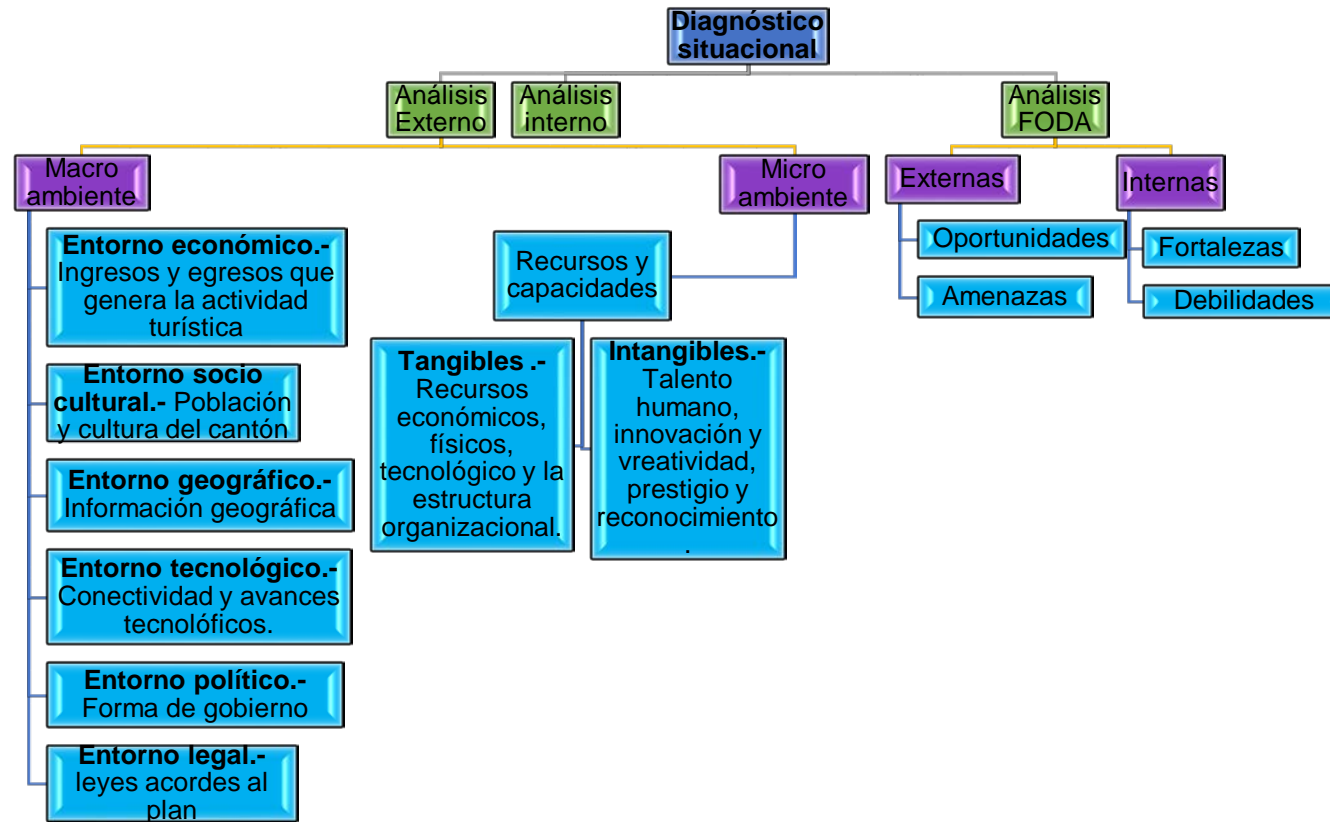 Diagnóstico
situacional
Análisis
Externo
Análisis
interno
Análisis
FODA
Macro
ambiente
Micro
ambiente
Externas
Internas
Entorno económico.-
Ingresos y egresos que
genera la actividad
turística
Entorno socio
cultural.- Población
y cultura del cantón
Entorno geográfico.-
Información geográfica
Entorno tecnológico.-
Conectividad y avances
tecnolóficos.
Entorno político.-
Forma de gobierno
Entorno legal.-
leyes acordes al
plan
Recursos y
capacidades
Tangibles .-
Recursos
económicos,
físicos,
tecnológico y la
estructura
organizacional.
Intangibles.-
Talento
humano,
innovación y
vreatividad,
prestigio y
reconocimiento
.
Oportunidades
Amenazas
Fortalezas
Debilidades